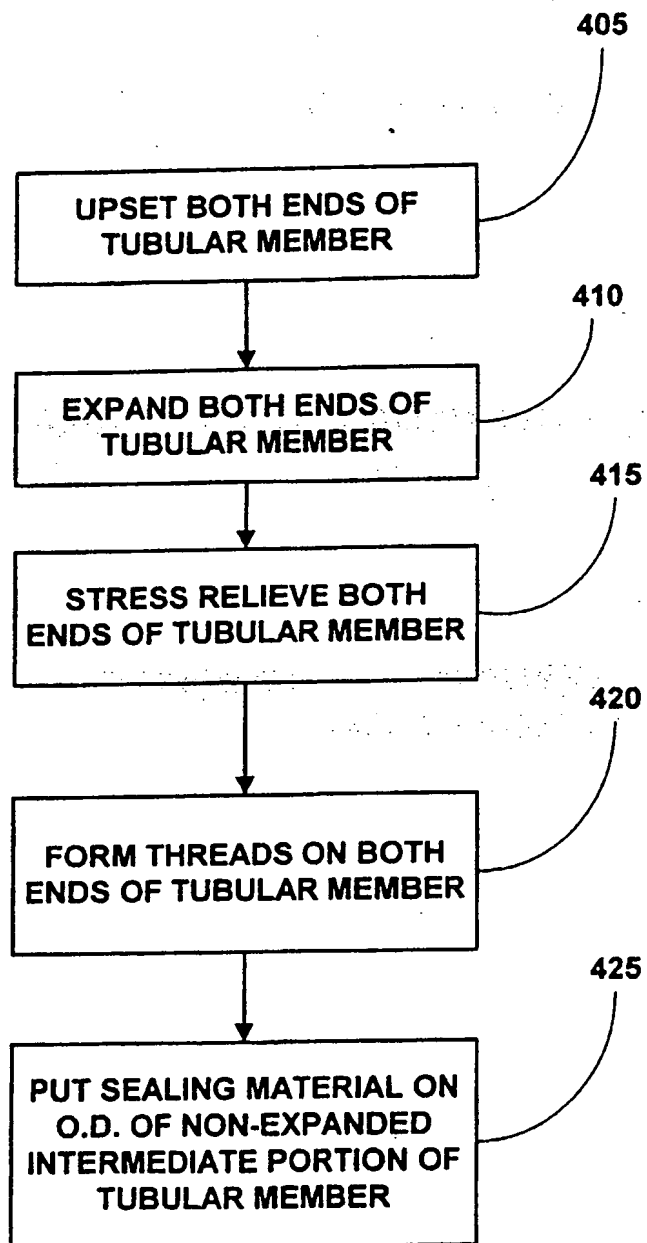 405
UPSET BOTH ENDS OF
TUBULAR MEMBER
410
EXPAND BOTH ENDS OF
TUBULAR MEMBER
415
STRESS RELIEVE BOTH
ENDS OF TUBULAR MEMBER
420
FORM THREADS ON BOTH
ENDS OF TUBULAR MEMBER
425
PUT SEALING MATERIAL ON
O.D. OF NON-EXPANDED
INTERMEDIATE PORTION OF
TUBULAR MEMBER